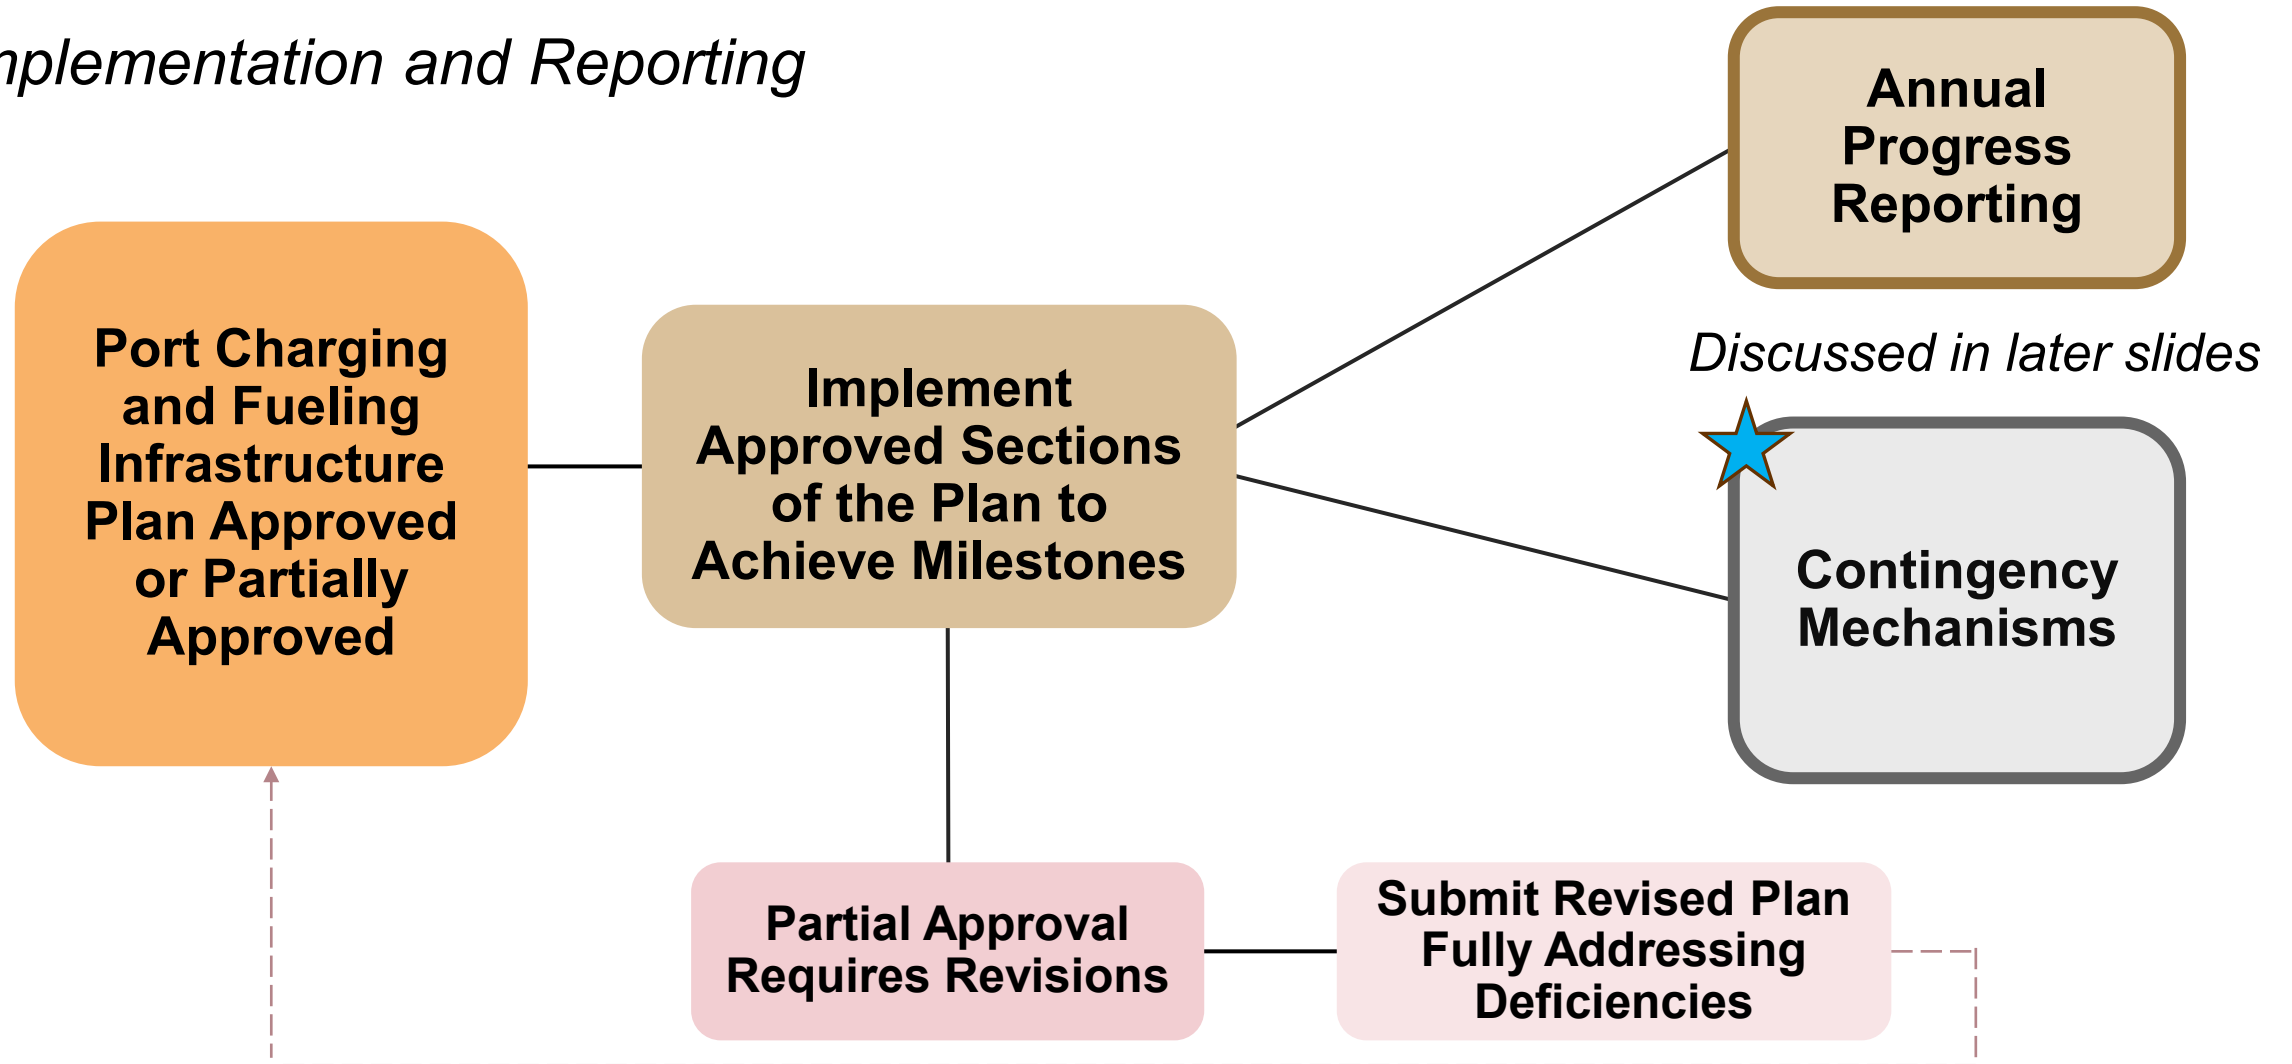 mplementation and Reporting
Annual
Progress
Reporting
Discussed in later slides
Port Charging
and Fueling
Infrastructure
Plan Approved
or Partially
Approved
Implement
Approved Sections
of the Plan to
Achieve Milestones
Contingency
Mechanisms
Partial Approval
Requires Revisions
Submit Revised Plan
Fully Addressing
Deficiencies